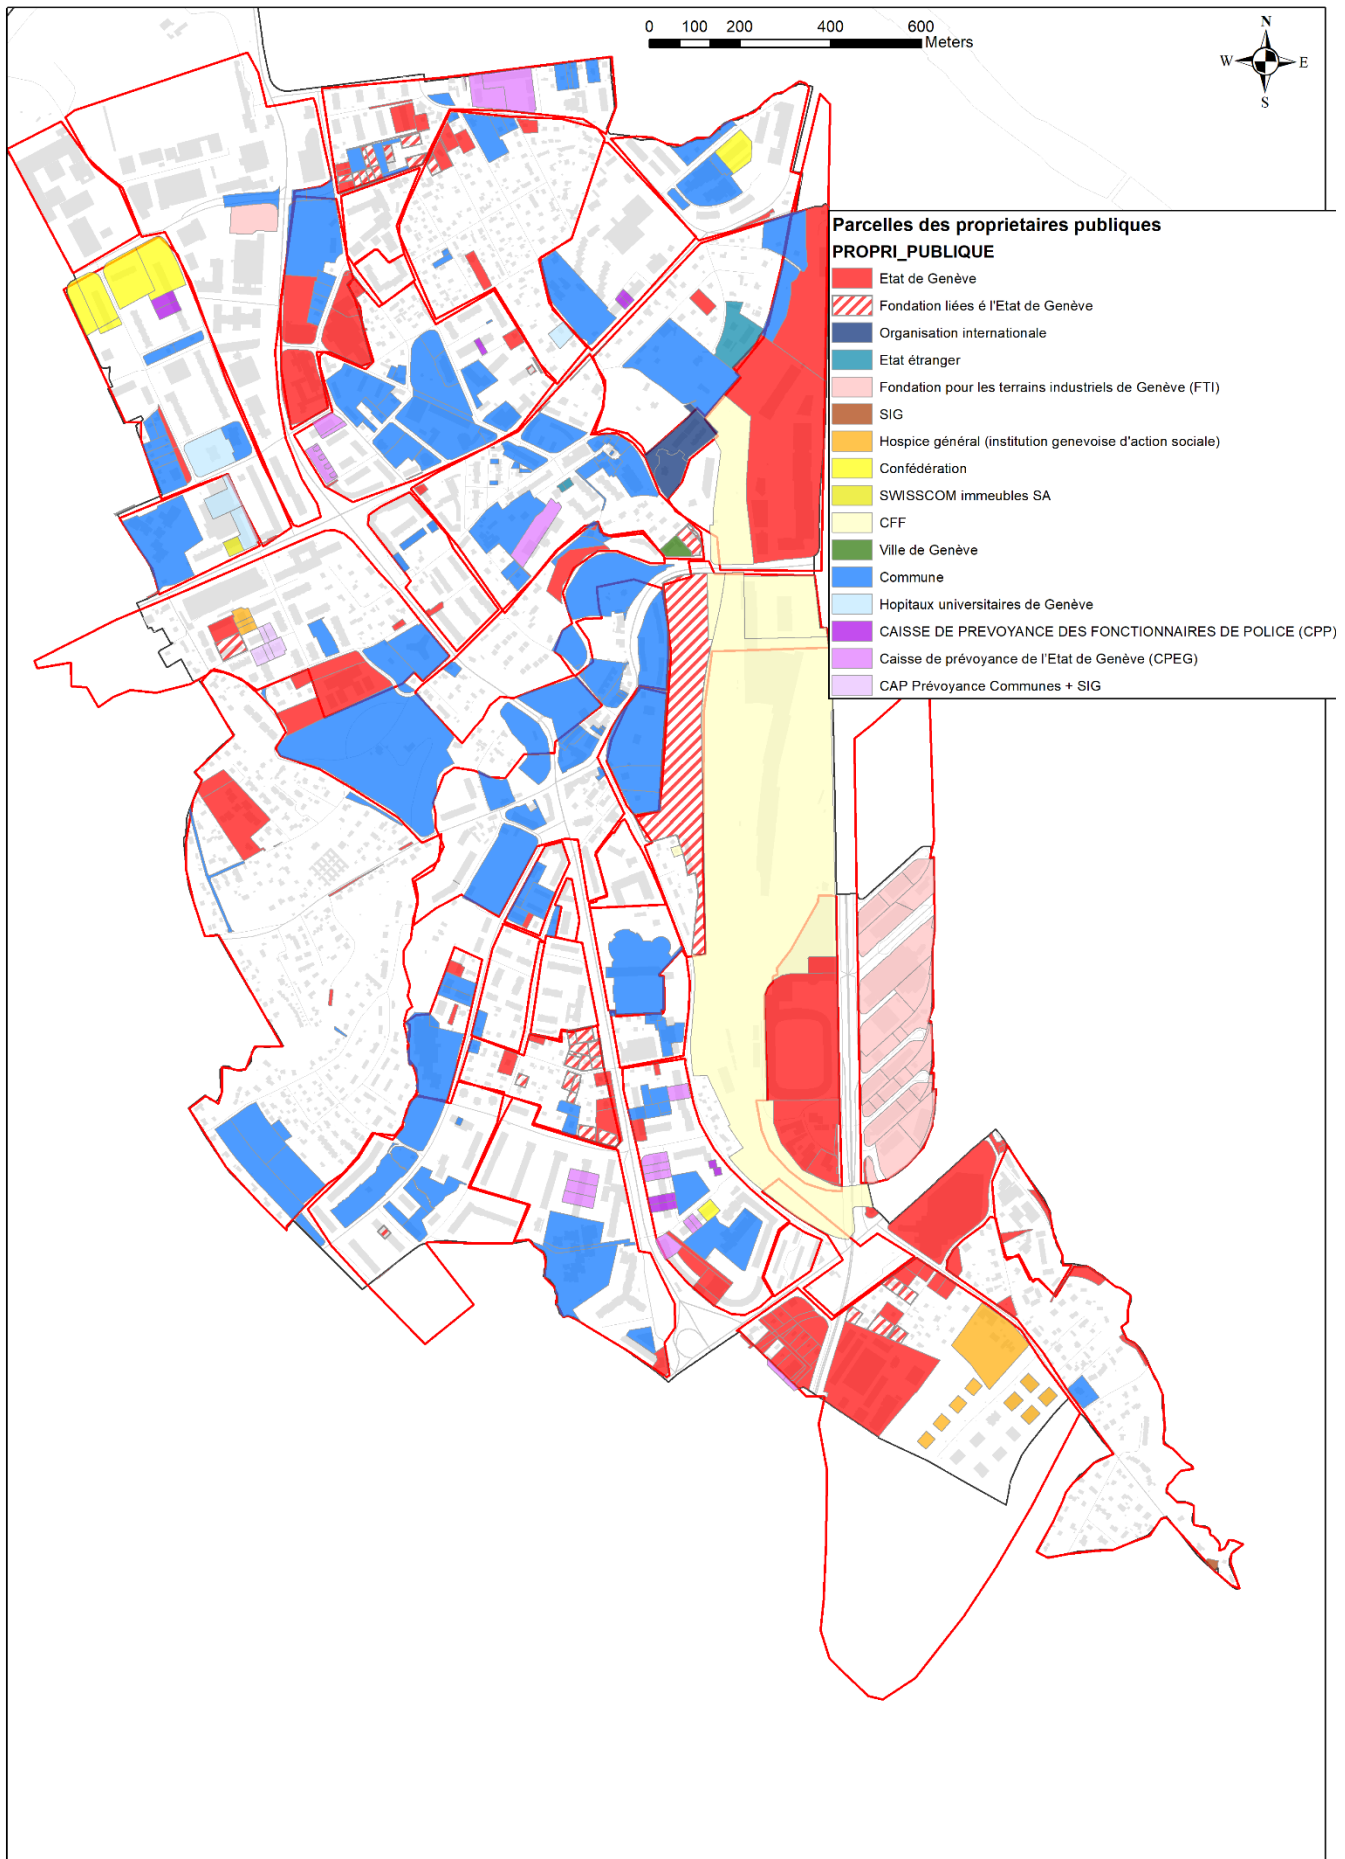 0 100 200 400 600
Meters
N
W E
S
Parcelles des proprietaires publiques
PROPRI_PUBLIQUE
Etat de Genève
Fondation liées é l'Etat de Genève
Organisation internationale
Etat étranger
Fondation pour les terrains industriels de Genève (FTI)
SIG
Hospice général (institution genevoise d'action sociale)
Confédération
SWISSCOM immeubles SA
CFF
Ville de Genève
Commune
Hopitaux universitaires de Genève
CAISSE DE PREVOYANCE DES FONCTIONNAIRES DE POLICE (CPP)
Caisse de prévoyance de l'Etat de Genève (CPEG)
CAP Prévoyance Communes + SIG